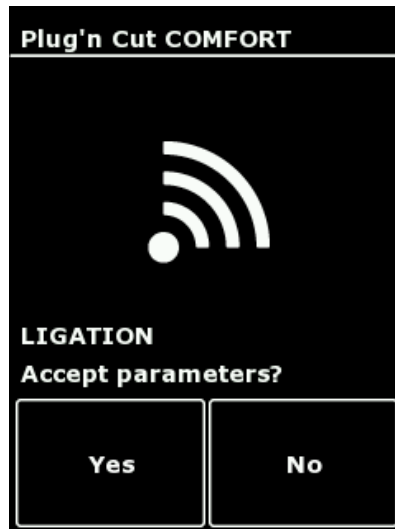 Plug'n Cut COMFORT
LIGATION
Accept parameters?
Yes
No